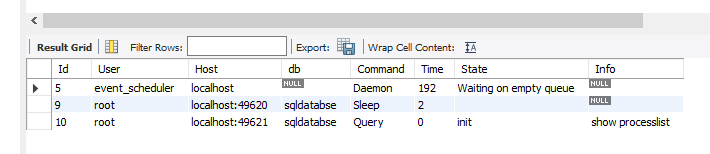 Result Grid Filter Rows: Export: Wrap Cell Content: IA
Id User Host db Command Time State Info
5 event_scheduler localhost NULL Daemon 192 Waiting on empty queue NULL
9 root localhost:49620 sqldatabse Sleep 2 NULL
10 root localhost:49621 sqldatabse Query 0 init show processlist